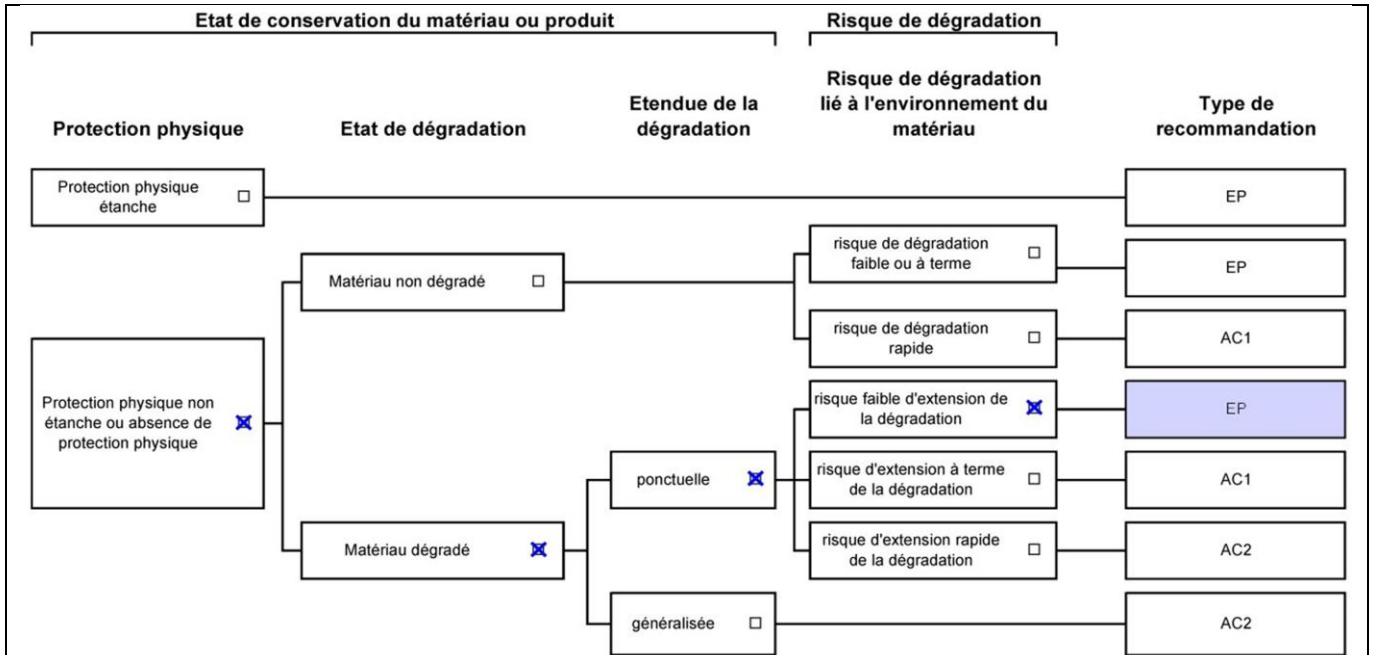 Etat de conservation du matériau ou produit
Risque de dégradation
Protection physique
Etat de dégradation
Etendue de la
dégradation
Risque de dégradation
lié à l'environnement du
matériau
Type de
recommandation
Protection physique
étanche
EP
Matériau non dégradé
risque de dégradation
faible ou à terme
EP
risque de dégradation
rapide
AC1
Protection physique non
étanche ou absence de
protection physique
risque faible d'extension de
la dégradation
EP
ponctuelle
risque d'extension à terme
de la dégradation
AC1
Matériau dégradé
risque d'extension rapide
de la dégradation
AC2
généralisée
AC2